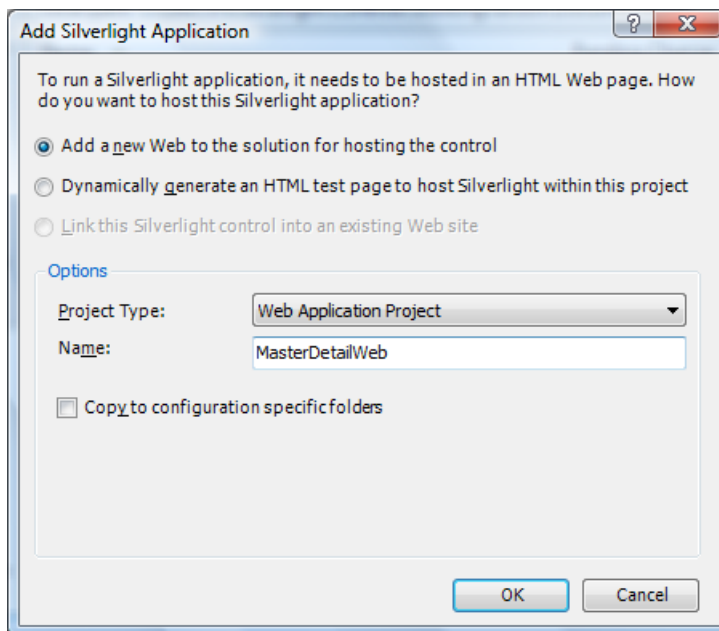 Add Silverlight Application
?
X
To run a Silverlight application, it needs to be hosted in an HTML Web page. How
do you want to host this Silverlight application?
Add a new Web to the solution for hosting the control
Dynamically generate an HTML test page to host Silverlight within this project
Link this Silverlight control into an existing Web site
Options
Project Type: Web Application Project
Name: MasterDetailWeb
Copy to configuration specific folders
OK Cancel